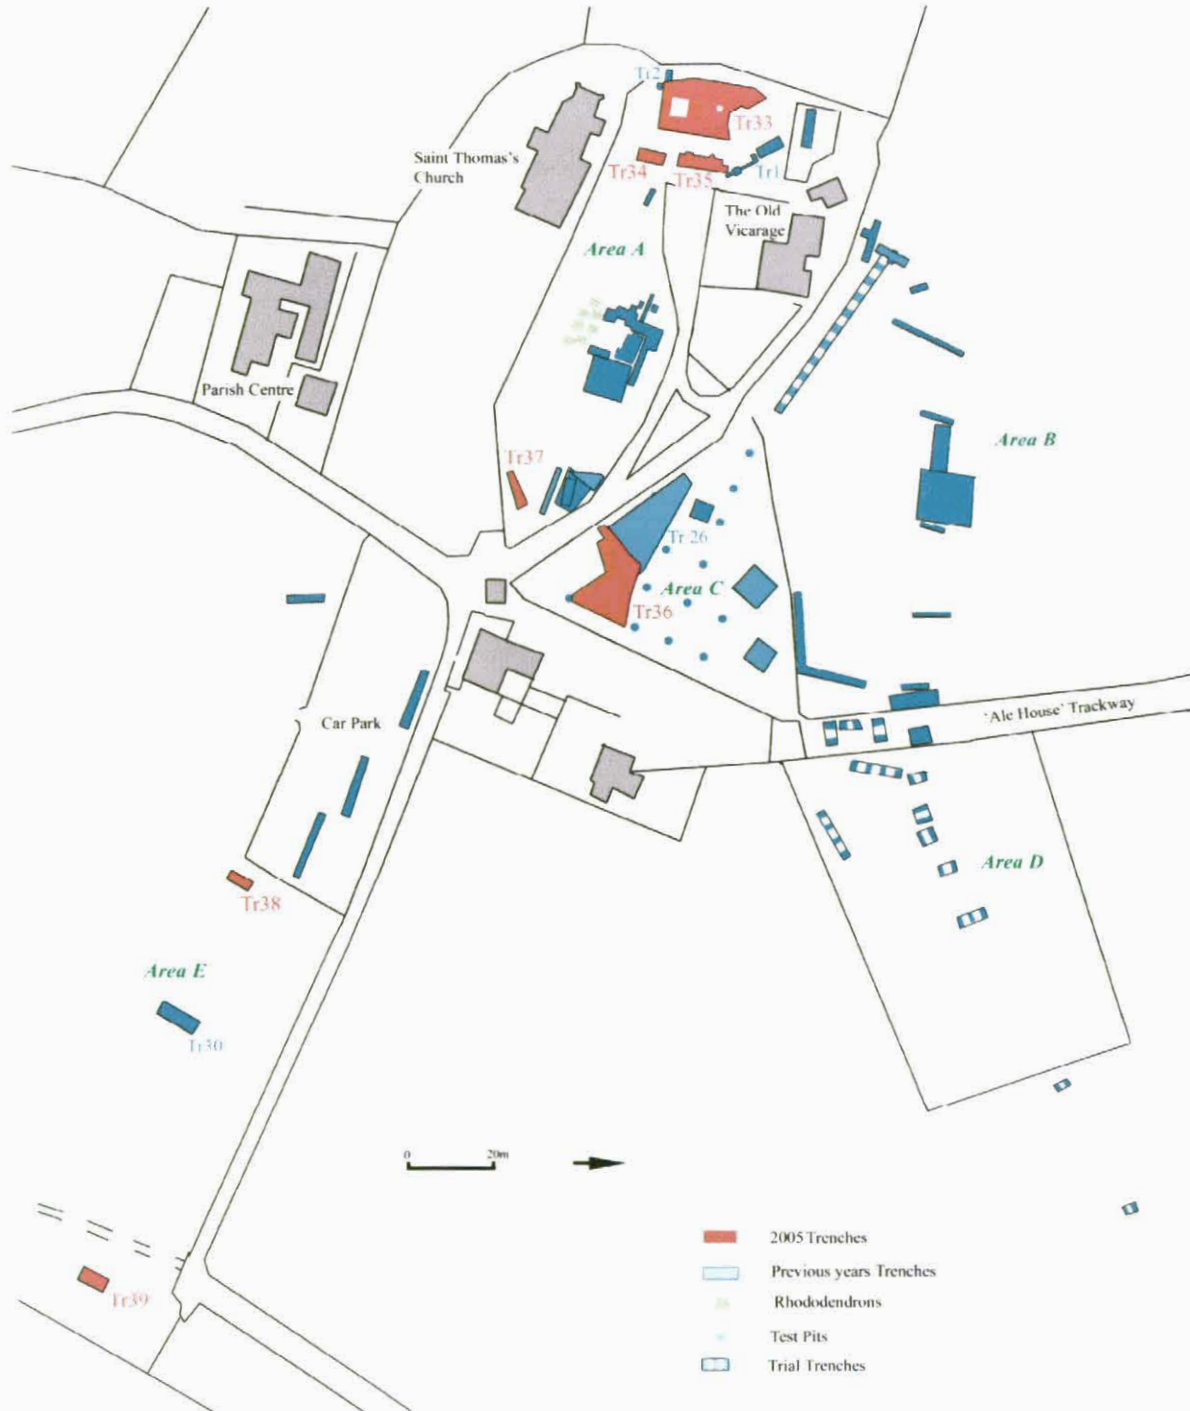 Tr2
Tr33
Saint Thomas's
Church
Tr34
Tr35
Tr1
The Old
Vicarage
Area A
Parish Centre
Area B
Tr37
Tr 26
Area C
Tr36
'Ale House' Trackway
Car Park
Area D
Tr38
Area E
Tr30
0
20m
Tr39
2005 Trenches
Previous years Trenches
Rhododendrons
Test Pits
Trial Trenches